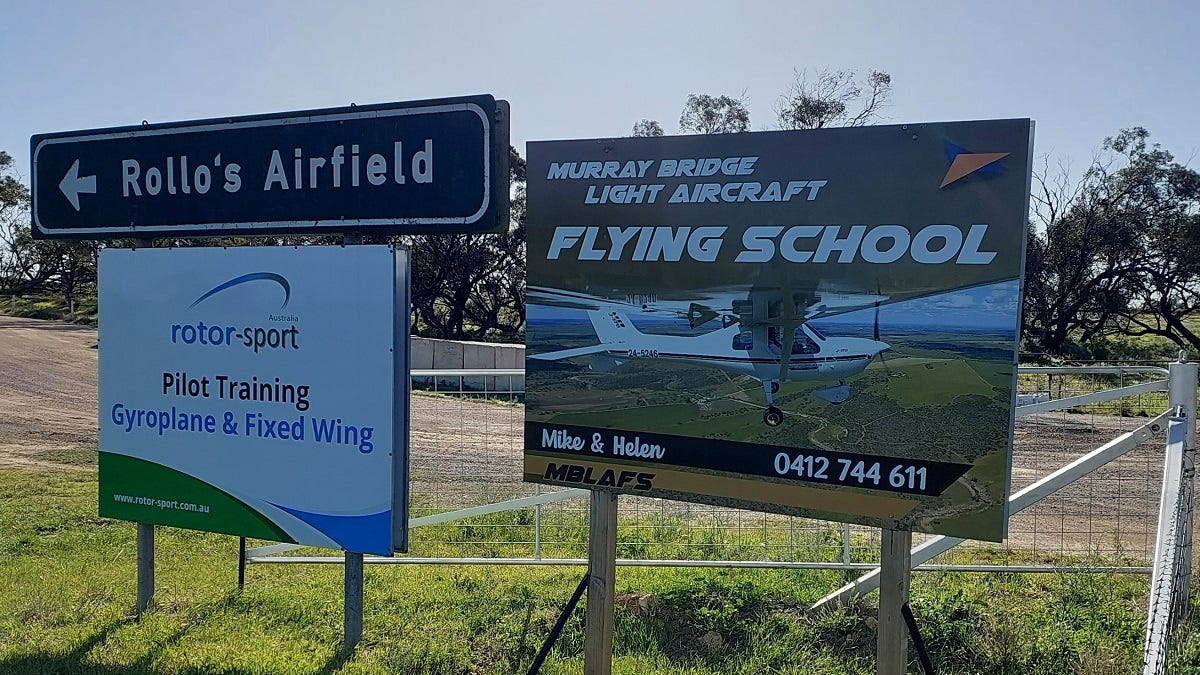 Rollo's Airfield
Australia
rotor-sport
Pilot Training
Gyroplane & Fixed Wing
www.rotor-sport.com.au
MURRAY BRIDGE
LIGHT AIRCRAFT
FLYING SCHOOL
24-5246
Mike & Helen
0412 744 611
MBLAFS